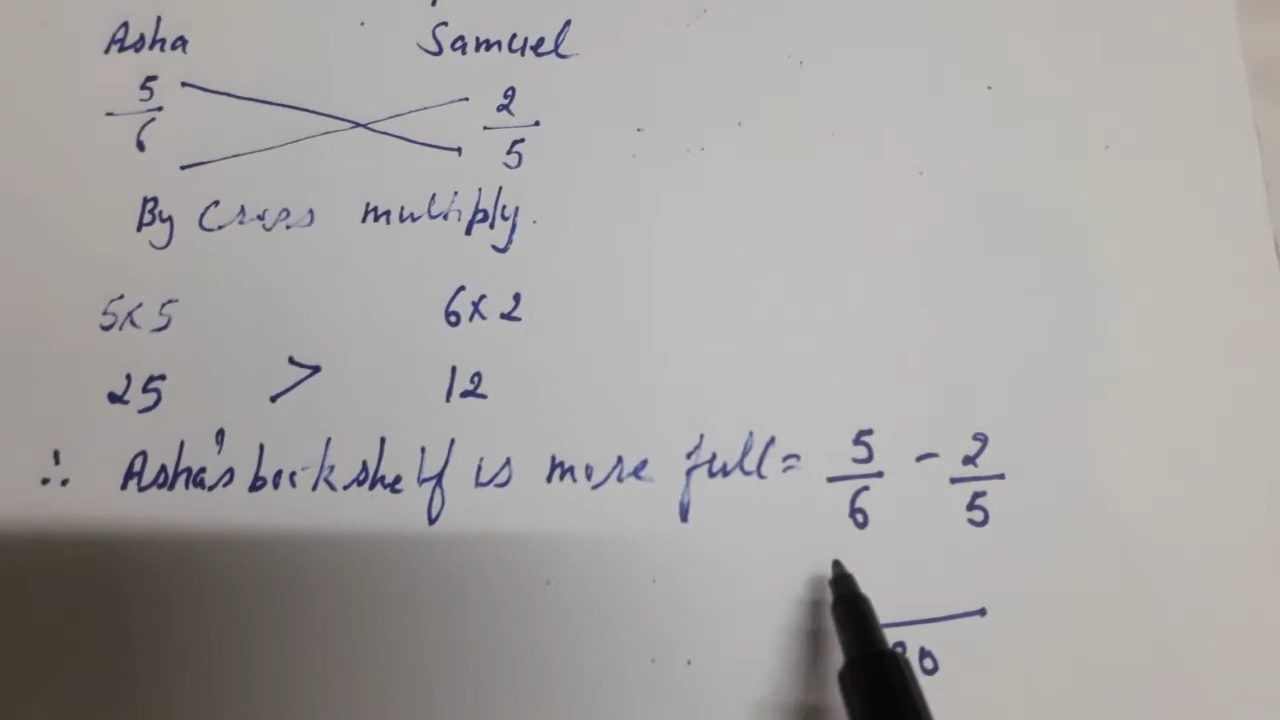 Asha Samuel
5/6 2/5
By Cross multiply.
5x5 6x2
25 > 12
∴ Asha's bookshelf is more full = 5/6 - 2/5